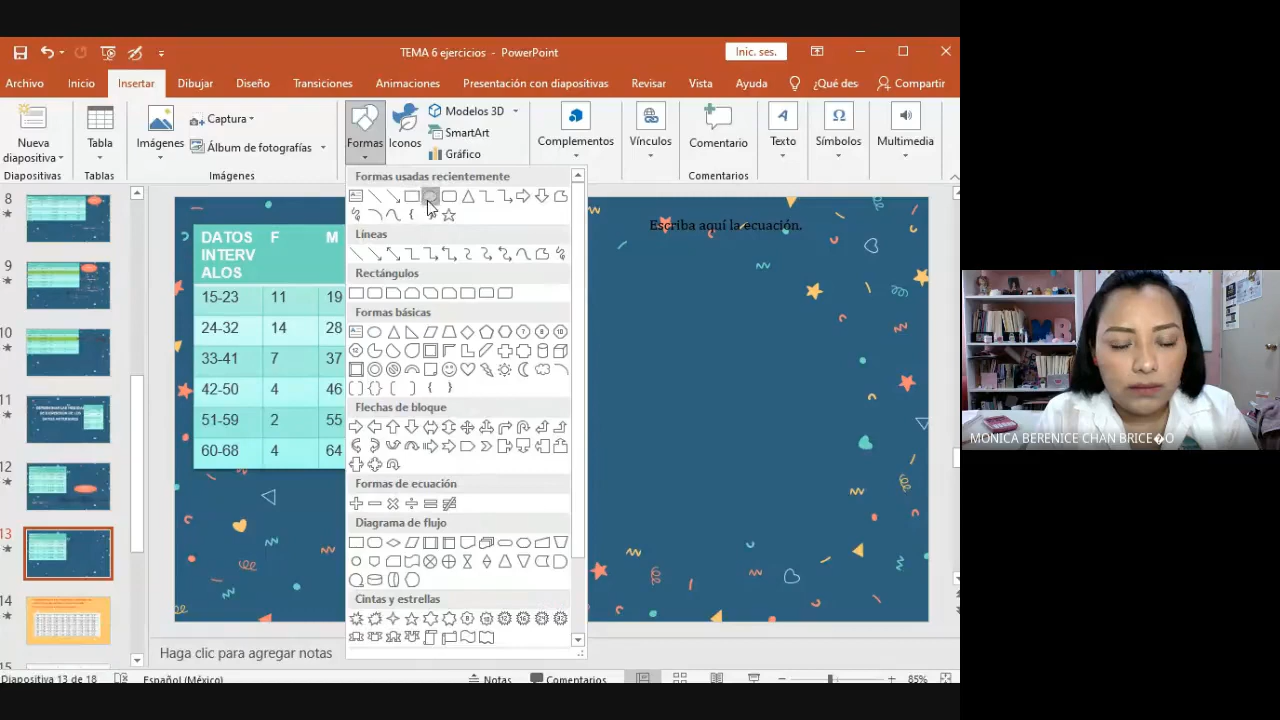 TEMA 6 ejercicios - PowerPoint
Inic. ses.
Archivo Inicio Insertar Dibujar Diseño Transiciones Animaciones Presentación con diapositivas Revisar Vista Ayuda ¿Qué des Compartir
Nueva diapositiva
Tabla
Imágenes
Captura
Álbum de fotografías
Formas
Iconos
Modelos 3D
SmartArt
Gráfico
Complementos
Vínculos
Comentario
Texto
Símbolos
Multimedia
Diapositivas Tablas Imágenes Comentarios
Formas usadas recientemente
Líneas
Rectángulos
Formas básicas
Flechas de bloque
Formas de ecuación
Diagrama de flujo
Cintas y estrellas
8
9
10
11
12
13
14
15
DATOS INTERV ALOS F M
15-23 11 19
24-32 14 28
33-41 7 37
42-50 4 46
51-59 2 55
60-68 4 64
Escriba aquí la ecuación.
MONICA BERENICE CHAN BRICE�O
Haga clic para agregar notas
Diapositiva 13 de 18 Español (México) Notas Comentarios 85%